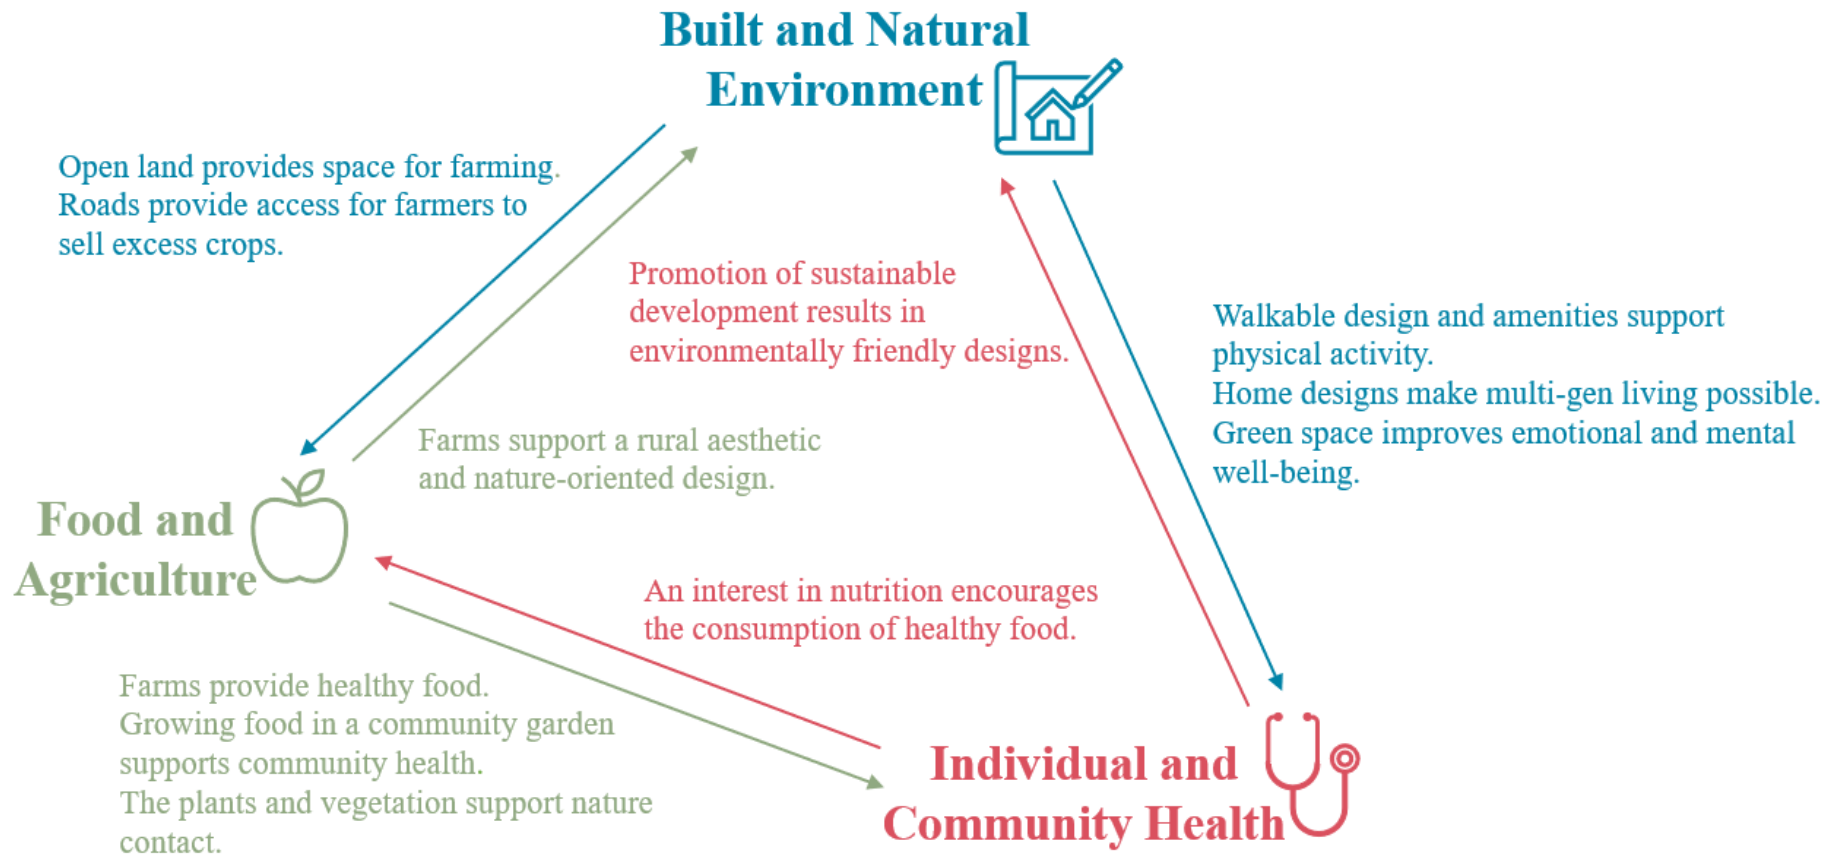 Built and Natural
Environment
Open land provides space for farming.
Roads provide access for farmers to
sell excess crops.
Promotion of sustainable
development results in
environmentally friendly designs.
Walkable design and amenities support
physical activity.
Home designs make multi-gen living possible.
Green space improves emotional and mental
well-being.
Farms support a rural aesthetic
and nature-oriented design.
Food and
Agriculture
An interest in nutrition encourages
the consumption of healthy food.
Farms provide healthy food.
Growing food in a community garden
supports community health.
The plants and vegetation support nature
contact.
Individual and
Community Health